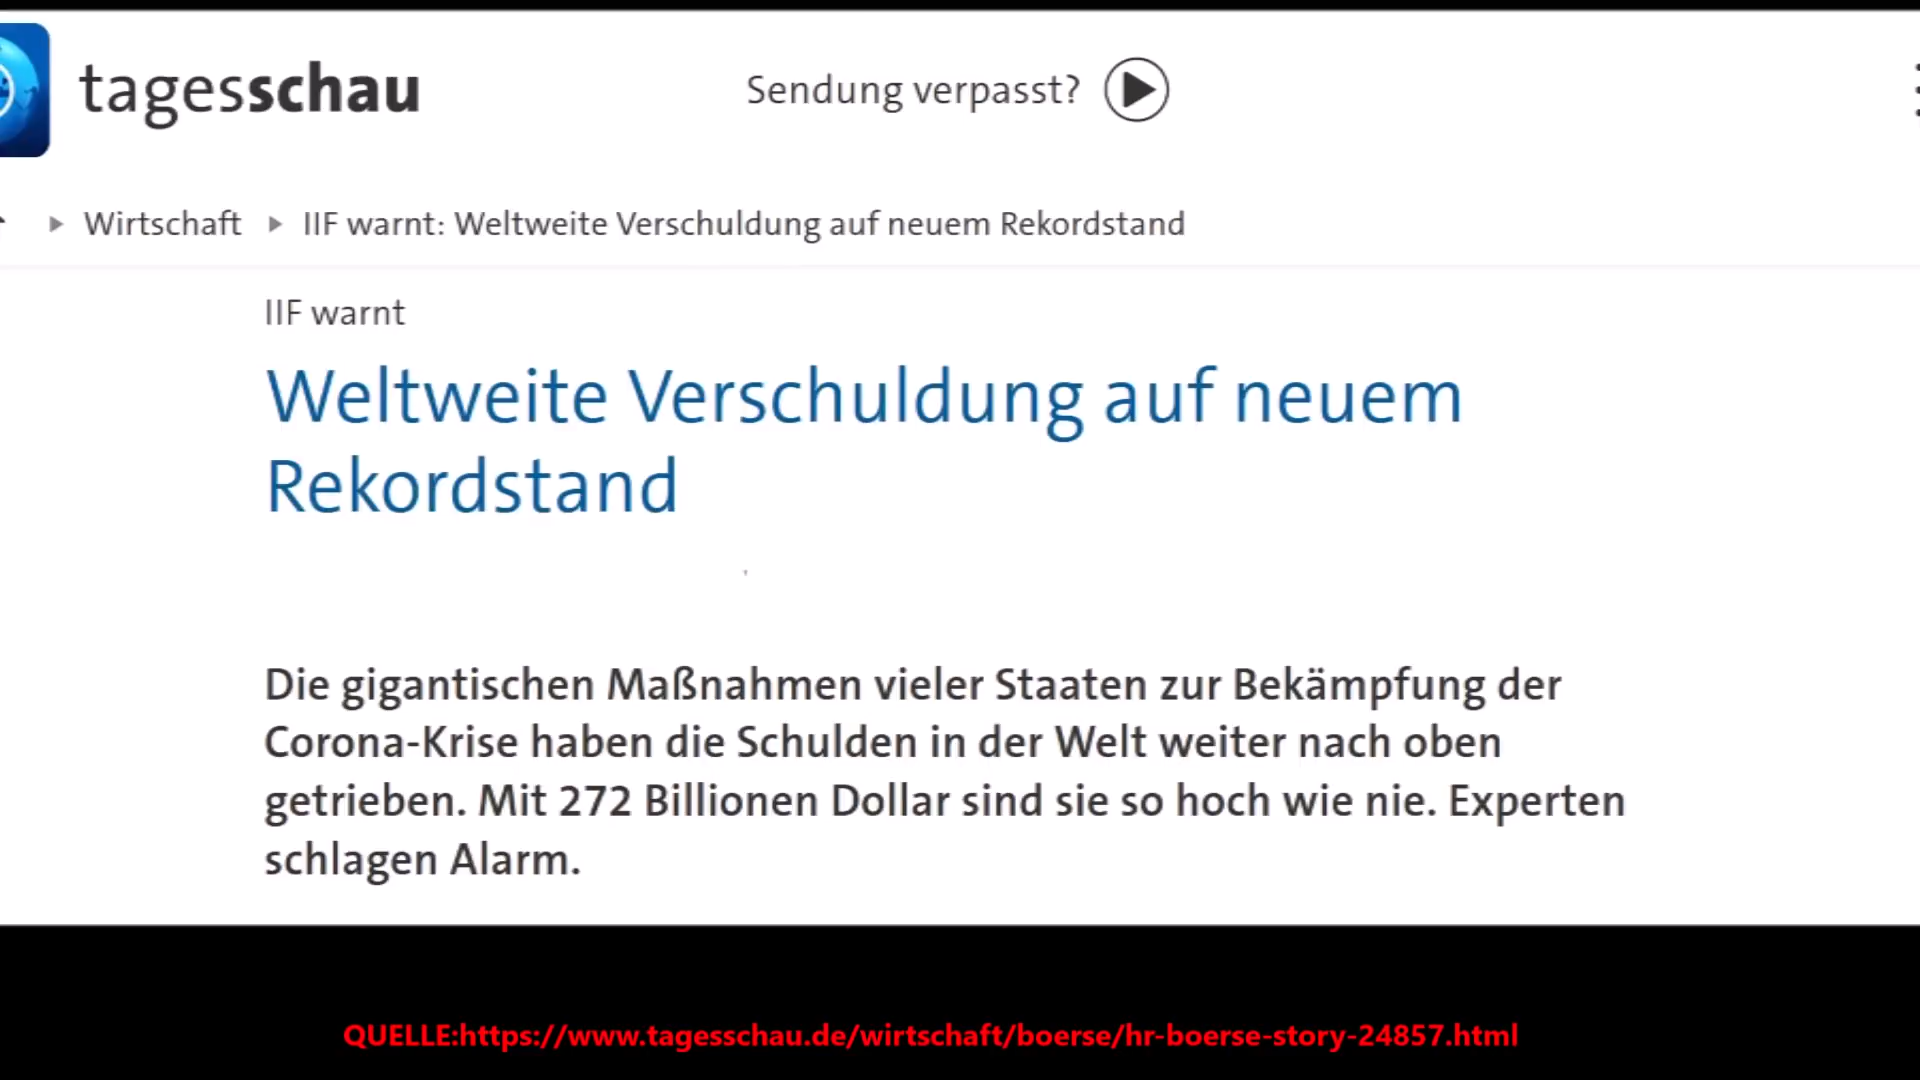 tagesschau
Sendung verpasst?
Wirtschaft IIF warnt: Weltweite Verschuldung auf neuem Rekordstand
IIF warnt
Weltweite Verschuldung auf neuem
Rekordstand
Die gigantischen Maßnahmen vieler Staaten zur Bekämpfung der
Corona-Krise haben die Schulden in der Welt weiter nach oben
getrieben. Mit 272 Billionen Dollar sind sie so hoch wie nie. Experten
schlagen Alarm.
QUELLE:https://www.tagesschau.de/wirtschaft/boerse/hr-boerse-story-24857.html